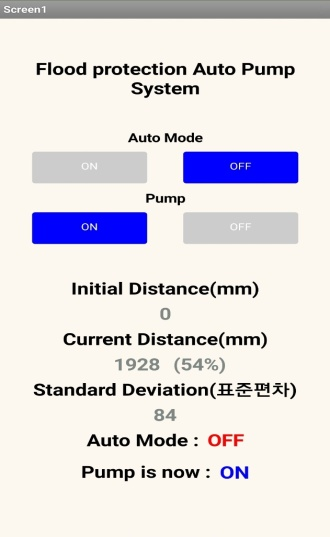 Screen1
Flood protection Auto Pump
System
Auto Mode
ON OFF
Pump
ON OFF
Initial Distance(mm)
0
Current Distance(mm)
1928 (54%)
Standard Deviation(표준편차)
84
Auto Mode : OFF
Pump is now : ON